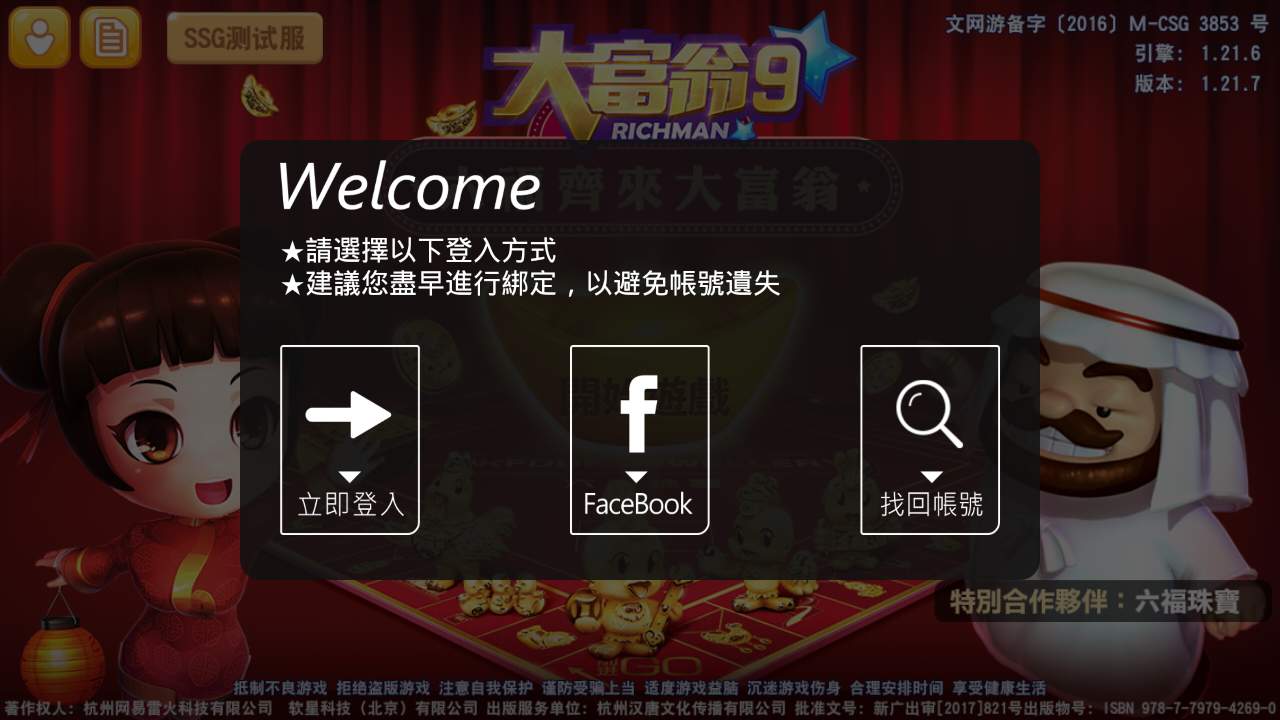 SSG测试服
文网游备字〔2016〕M-CSG 3853 号
引擎: 1.21.6
版本: 1.21.7
大富翁9
RICHMAN
齊來大富翁
Welcome
★請選擇以下登入方式
★建議您盡早進行綁定，以避免帳號遺失
立即登入
FaceBook
找回帳號
特別合作夥伴：六福珠寶
GO
抵制不良游戏 拒绝盗版游戏 注意自我保护 谨防受骗上当 适度游戏益脑 沉迷游戏伤身 合理安排时间 享受健康生活
著作权人：杭州网易雷火科技有限公司 软星科技（北京）有限公司 出版服务单位：杭州汉唐文化传播有限公司 批准文号：新广出审[2017]821号出版物号：ISBN 978-7-7979-4269-0